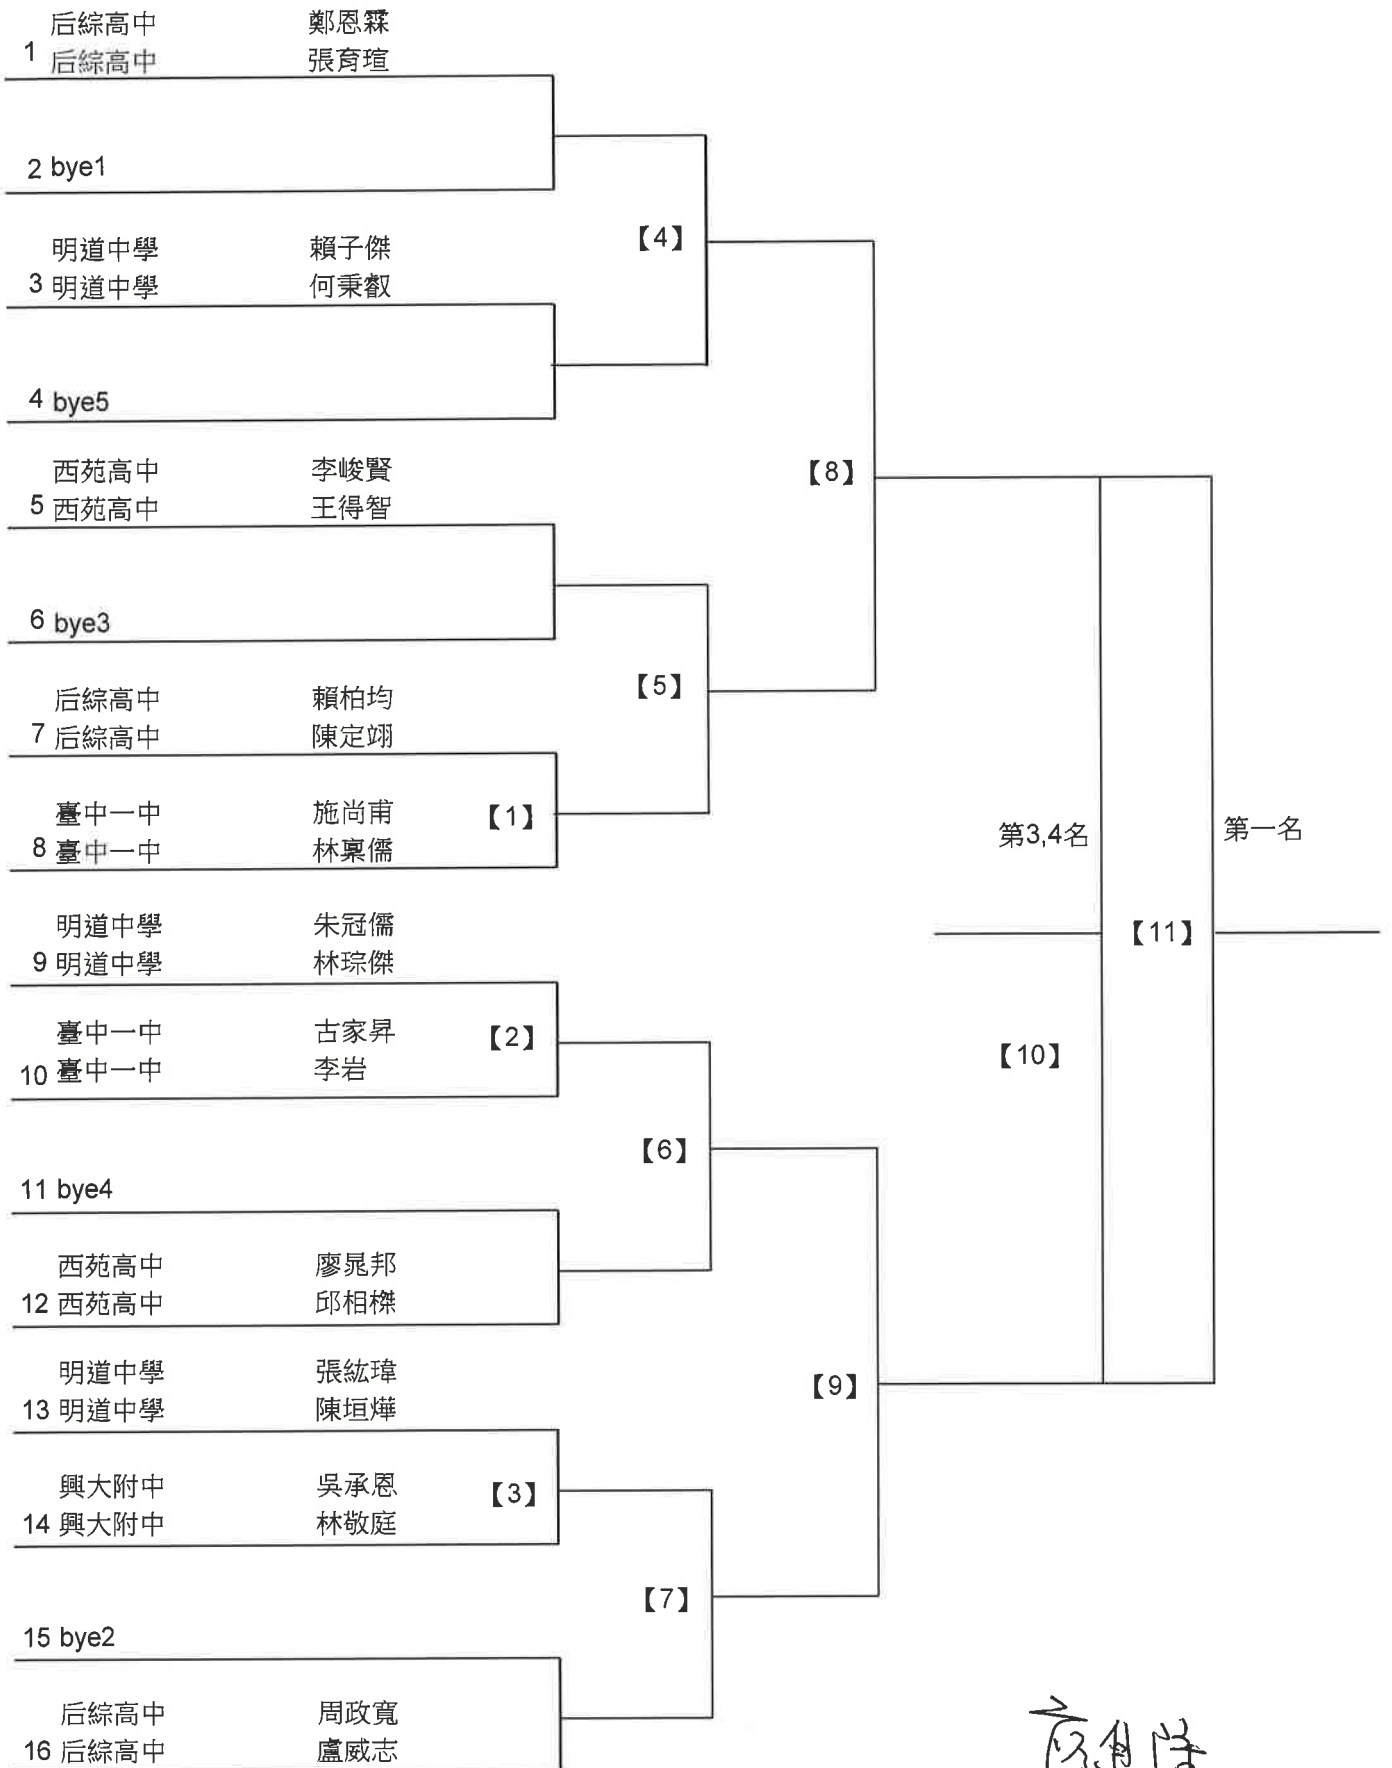 后綜高中 鄭恩霖
1 后綜高中 張育瑄
2 bye1
【4】
明道中學 賴子傑
3 明道中學 何秉叡
4 bye5
西苑高中 李峻賢
【8】
5 西苑高中 王得智
6 bye3
【5】
后綜高中 賴柏均
7 后綜高中 陳定翊
臺中一中 施尚甫 【1】
8 臺中一中 林稟儒
第3,4名 第一名
明道中學 朱冠儒
9 明道中學 林琮傑
【11】
臺中一中 古家昇 【2】
10 臺中一中 李岩
【10】
【6】
11 bye4
西苑高中 廖晁邦
12 西苑高中 邱相榤
明道中學 張紘瑋
【9】
13 明道中學 陳垣燁
興大附中 吳承恩 【3】
14 興大附中 林敬庭
【7】
15 bye2
后綜高中 周政寬
16 后綜高中 盧威志